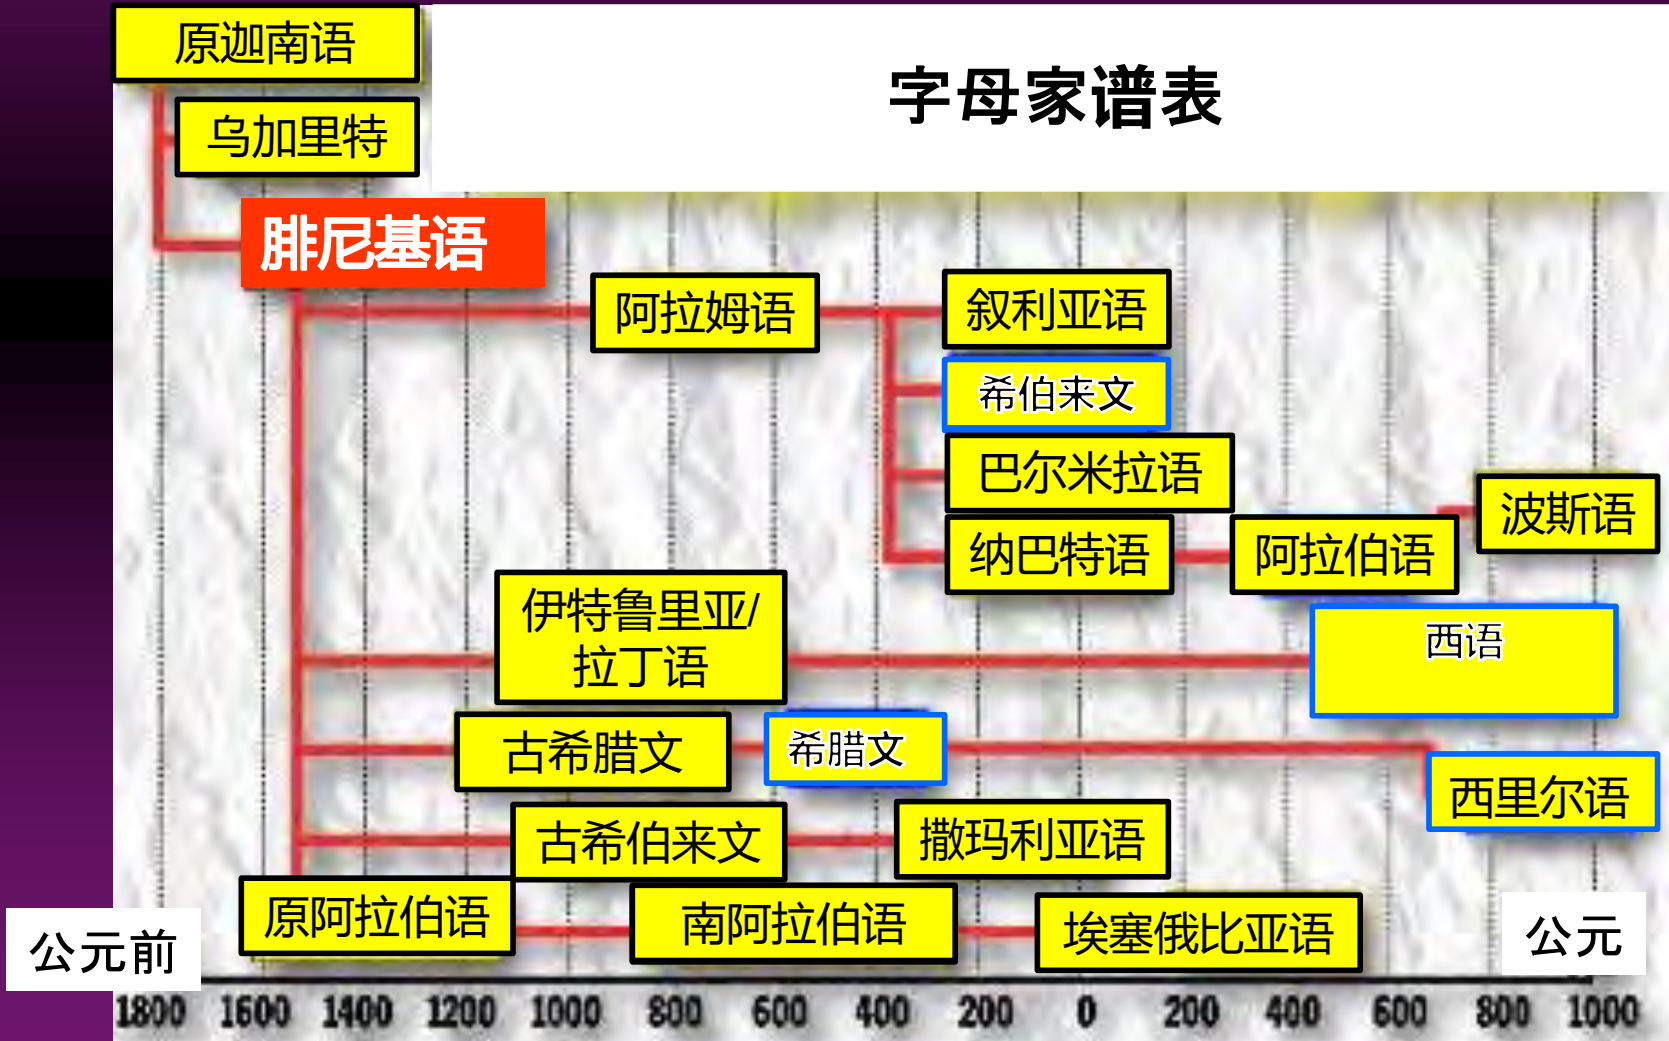 原迦南语
字母家谱表
乌加里特
腓尼基语
阿拉姆语
叙利亚语
希伯来文
巴尔米拉语
波斯语
纳巴特语
阿拉伯语
伊特鲁里亚/
拉丁语
西语
古希腊文
希腊文
西里尔语
古希伯来文
撒玛利亚语
原阿拉伯语
南阿拉伯语
埃塞俄比亚语
公元前
公元
1800 1600 1400 1200 1000 800 600 400 200 0 200 400 600 800 1000